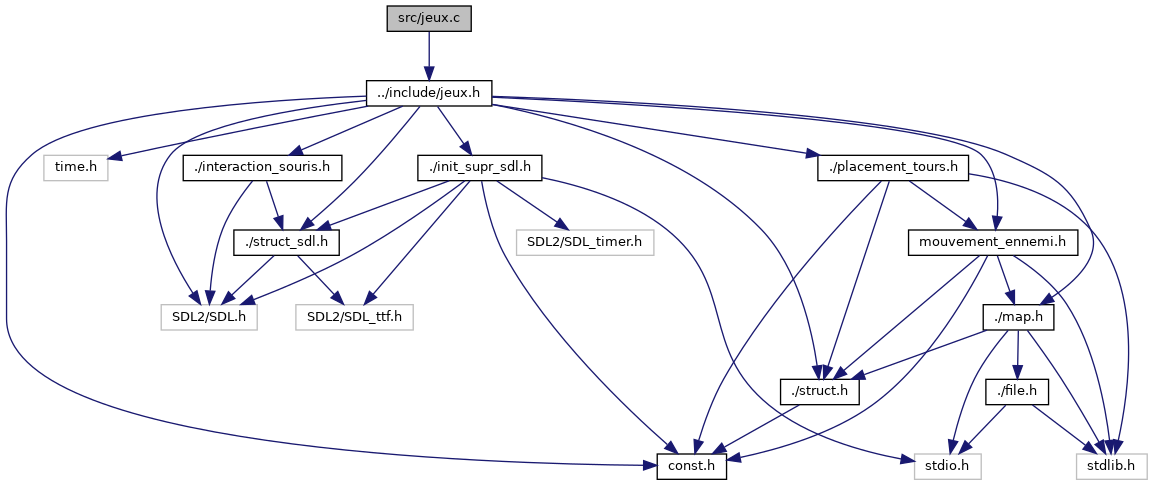 src/jeux.c
../include/jeux.h
time.h
./interaction_souris.h
./init_supr_sdl.h
./placement_tours.h
./struct_sdl.h
SDL2/SDL_timer.h
mouvement_ennemi.h
SDL2/SDL.h
SDL2/SDL_ttf.h
./map.h
./struct.h
./file.h
const.h
stdio.h
stdlib.h